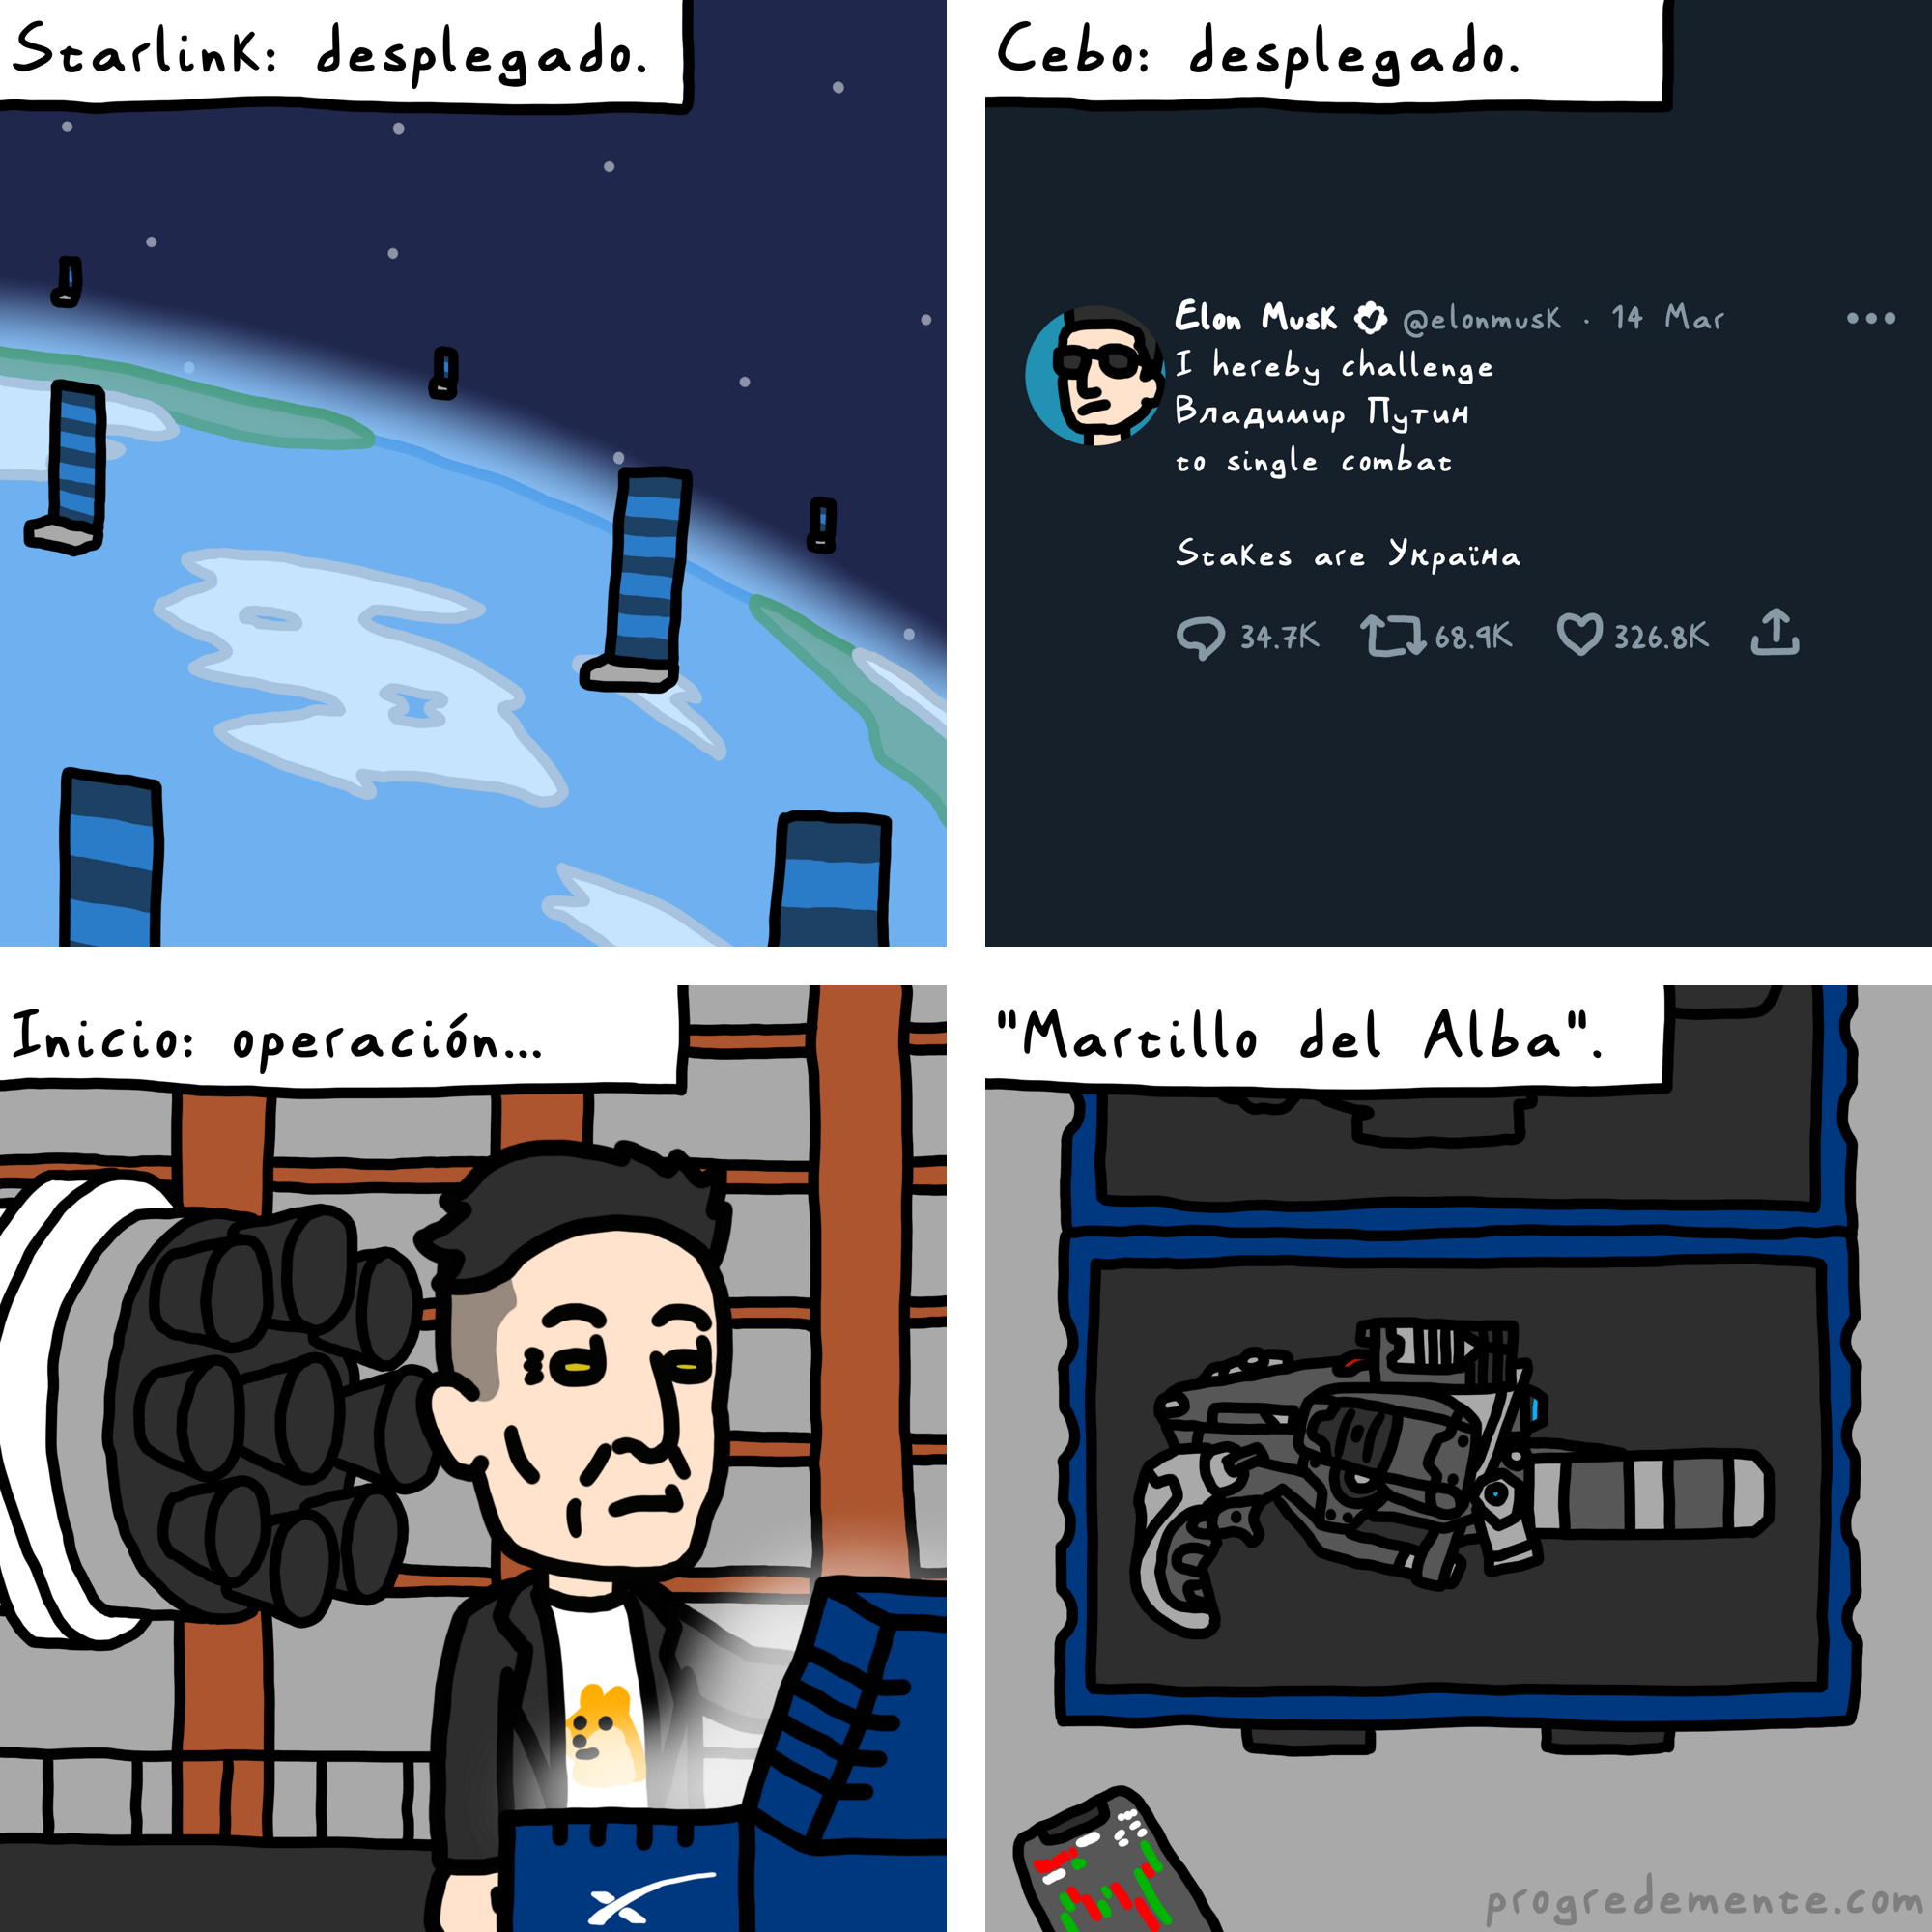 Starlink: desplegado.
Cebo: desplegado.
Elon Musk @elonmusk · 14 Mar
I hereby challenge
Владимир Путин
to single combat
Stakes are Україна
34.7K 68.9K 326.8K
Inicio: operación...
"Martillo del Alba".
progredemente.com